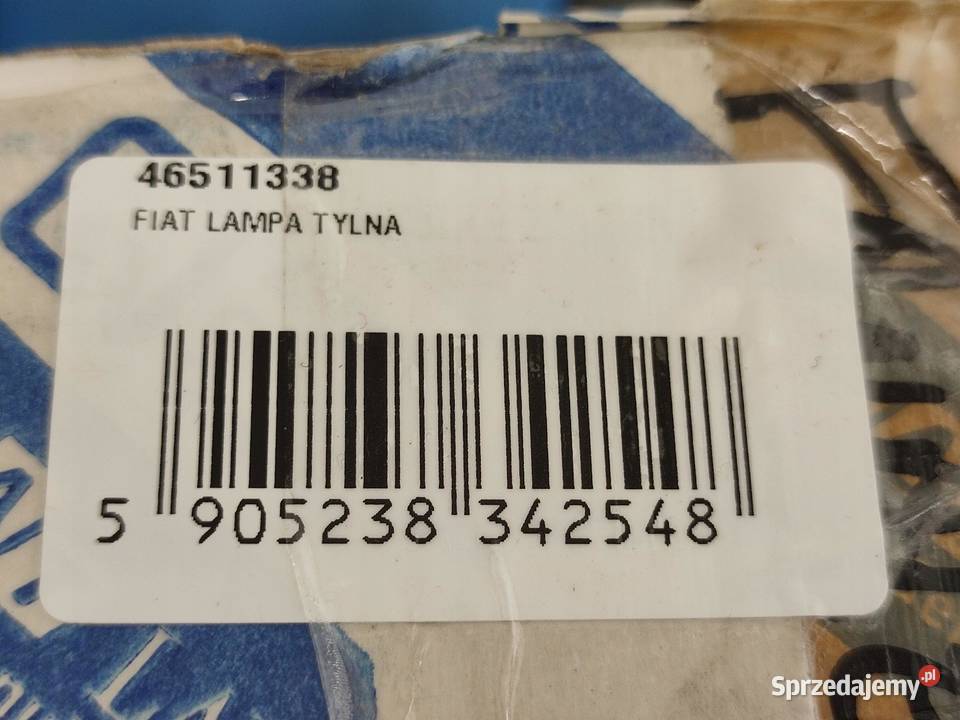 46511338
FIAT LAMPA TYLNA
5 905238 342548
Sprzedajemy.pl